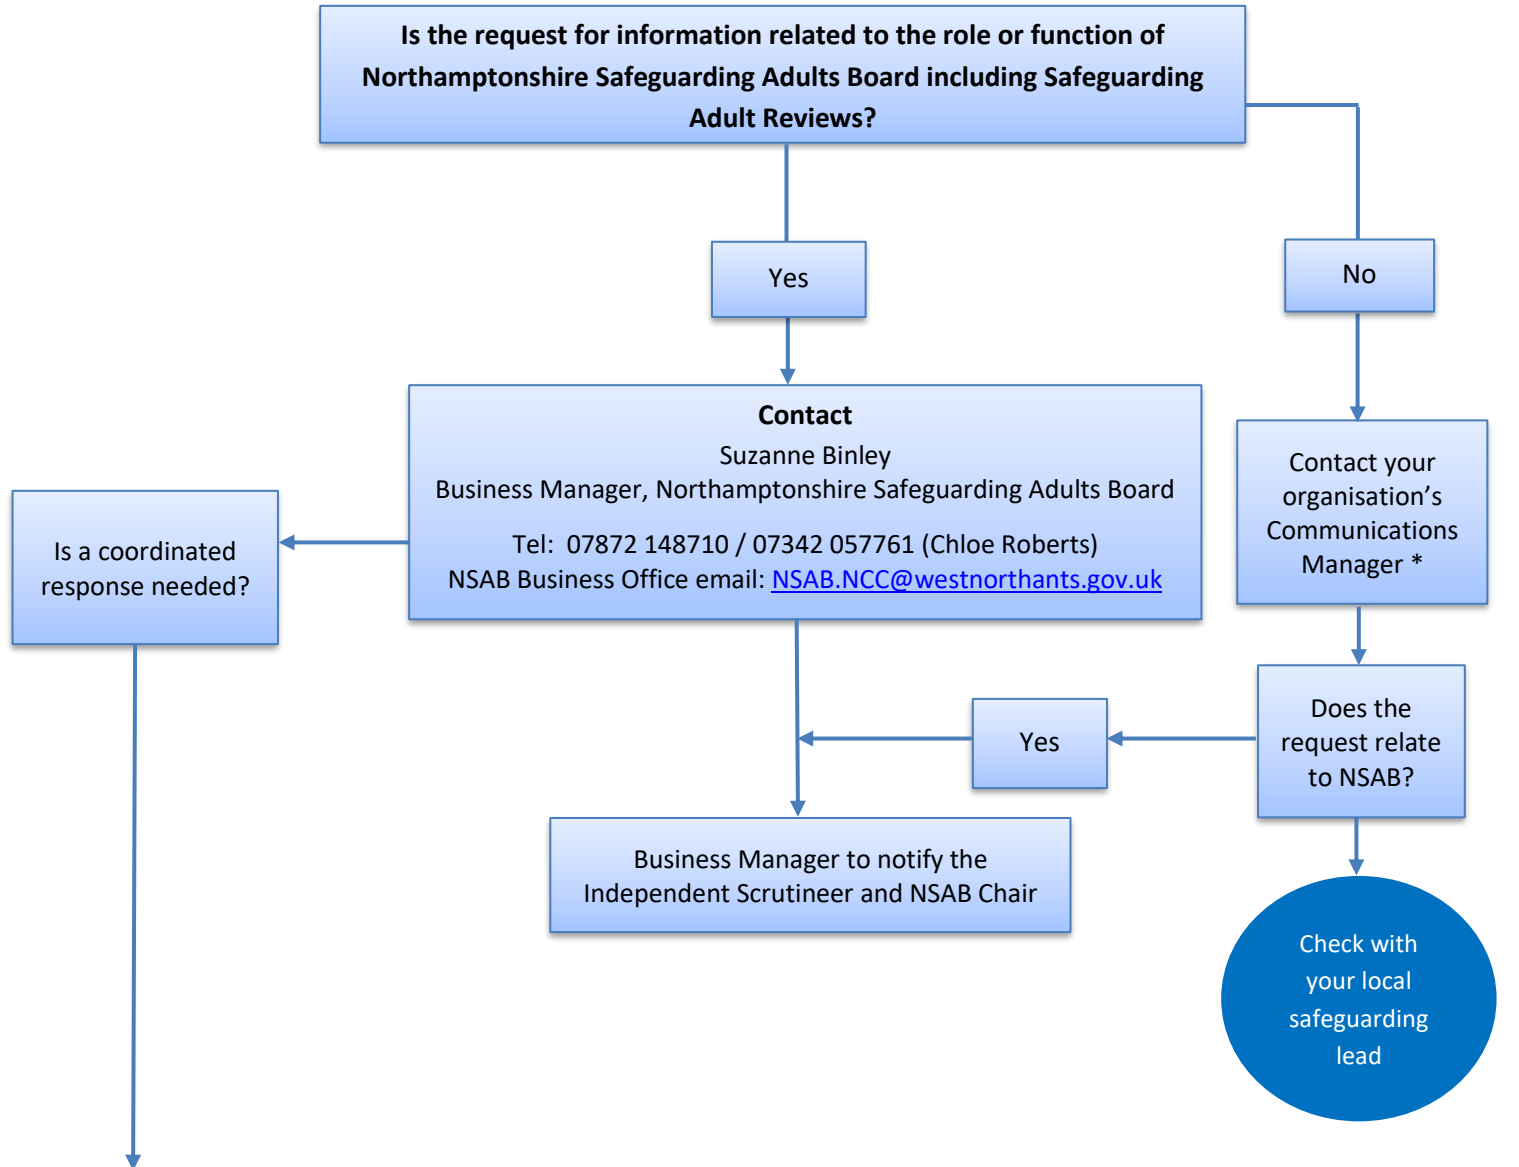 Is the request for information related to the role or function of
Northamptonshire Safeguarding Adults Board including Safeguarding
Adult Reviews?
Yes
No
Contact
Suzanne Binley
Business Manager, Northamptonshire Safeguarding Adults Board
Tel:  07872 148710 / 07342 057761 (Chloe Roberts)
NSAB Business Office email: NSAB.NCC@westnorthants.gov.uk
Contact your
organisation’s
Communications
Manager *
Is a coordinated
response needed?
Does the
request relate
to NSAB?
Yes
Business Manager to notify the
Independent Scrutineer and NSAB Chair
Check with
your local
safeguarding
lead